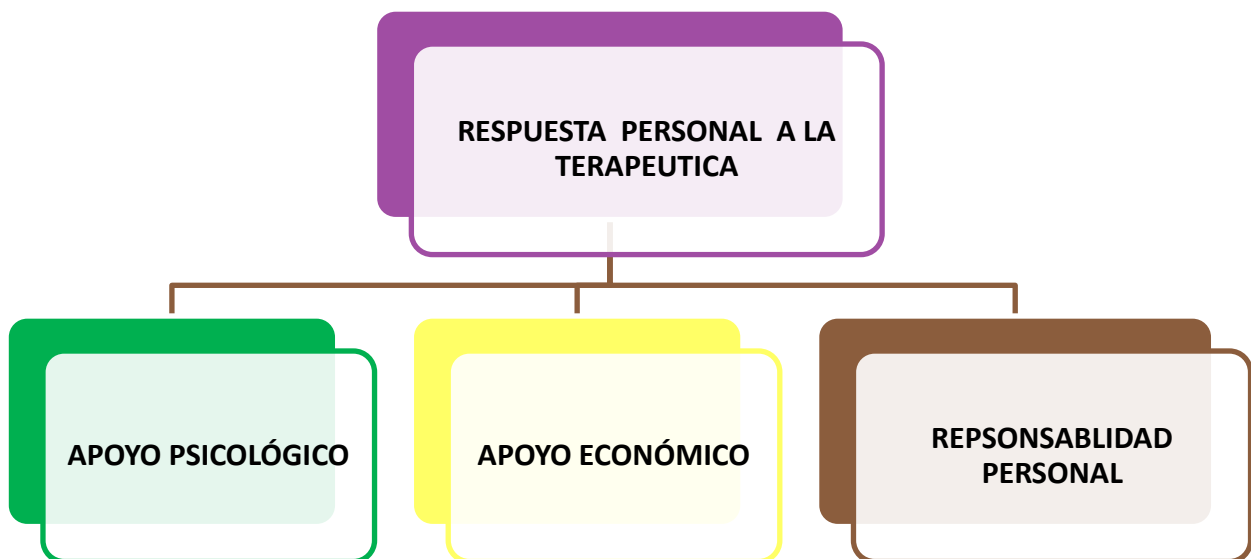 RESPUESTA PERSONAL A LA
TERAPEUTICA
APOYO PSICOLÓGICO
APOYO ECONÓMICO
REPSONSABLIDAD
PERSONAL